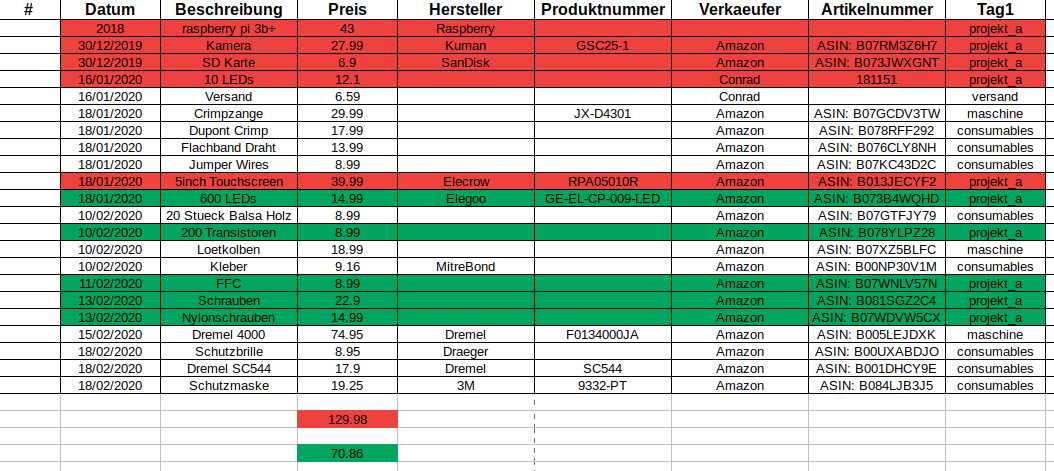 # Datum Beschreibung Preis Hersteller Produktnummer Verkaeufer Artikelnummer Tag1
2018 raspberry pi 3b+ 43 Raspberry projekt_a
30/12/2019 Kamera 27.99 Kuman GSC25-1 Amazon ASIN: B07RM3Z6H7 projekt_a
30/12/2019 SD Karte 6.9 SanDisk Amazon ASIN: B073JWXGNT projekt_a
16/01/2020 10 LEDs 12.1 Conrad 181151 projekt_a
16/01/2020 Versand 6.59 Conrad versand
18/01/2020 Crimpzange 29.99 JX-D4301 Amazon ASIN: B07GCDV3TW maschine
18/01/2020 Dupont Crimp 17.99 Amazon ASIN: B078RFF292 consumables
18/01/2020 Flachband Draht 13.99 Amazon ASIN: B076CLY8NH consumables
18/01/2020 Jumper Wires 8.99 Amazon ASIN: B07KC43D2C consumables
18/01/2020 5inch Touchscreen 39.99 Elecrow RPA05010R Amazon ASIN: B013JECYF2 projekt_a
18/01/2020 600 LEDs 14.99 Elegoo GE-EL-CP-009-LED Amazon ASIN: B073B4WQHD projekt_a
10/02/2020 20 Stueck Balsa Holz 8.99 Amazon ASIN: B07GTFJY79 consumables
10/02/2020 200 Transistoren 8.99 Amazon ASIN: B078YLPZ28 projekt_a
10/02/2020 Loetkolben 18.99 Amazon ASIN: B07XZ5BLFC maschine
10/02/2020 Kleber 9.16 MitreBond Amazon ASIN: B00NP30V1M consumables
11/02/2020 FFC 8.99 Amazon ASIN: B07WNLV57N projekt_a
13/02/2020 Schrauben 22.9 Amazon ASIN: B081SGZ2C4 projekt_a
13/02/2020 Nylonschrauben 14.99 Amazon ASIN: B07WDVW5CX projekt_a
15/02/2020 Dremel 4000 74.95 Dremel F0134000JA Amazon ASIN: B005LEJDXK maschine
18/02/2020 Schutzbrille 8.95 Draeger Amazon ASIN: B00UXABDJO consumables
18/02/2020 Dremel SC544 17.9 Dremel SC544 Amazon ASIN: B001DHCY9E consumables
18/02/2020 Schutzmaske 19.25 3M 9332-PT Amazon ASIN: B084LJB3J5 consumables
129.98
70.86